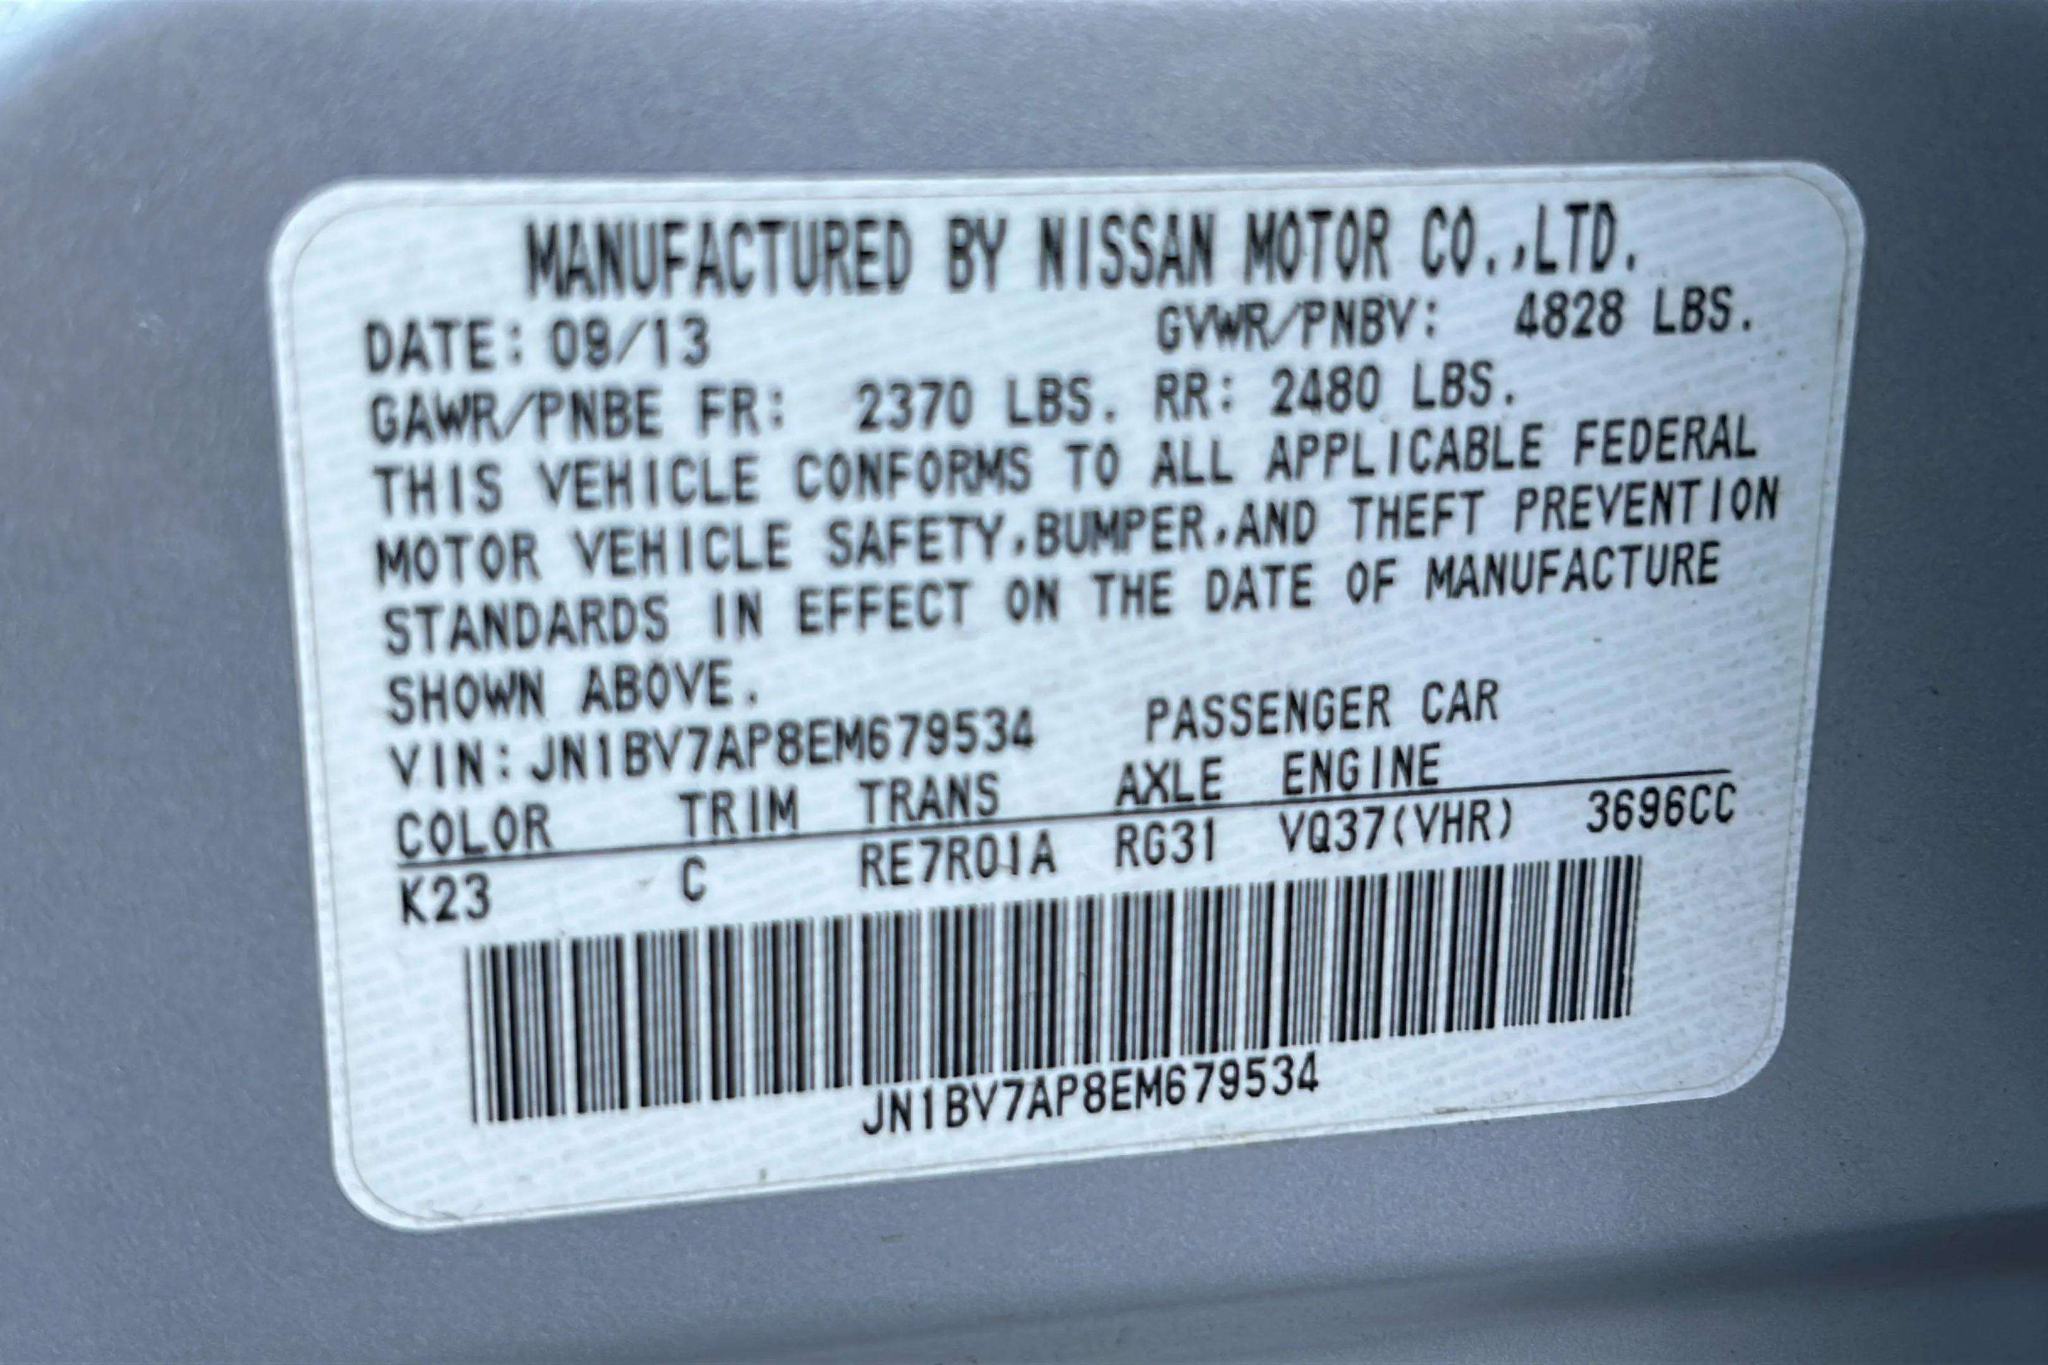 MANUFACTURED BY NISSAN MOTOR CO.,LTD.
DATE: 09/13 GVWR/PNBV: 4828 LBS.
GAWR/PNBE FR: 2370 LBS. RR: 2480 LBS.
THIS VEHICLE CONFORMS TO ALL APPLICABLE FEDERAL
MOTOR VEHICLE SAFETY,BUMPER,AND THEFT PREVENTION
STANDARDS IN EFFECT ON THE DATE OF MANUFACTURE
SHOWN ABOVE.
VIN:JN1BV7AP8EM679534 PASSENGER CAR
COLOR TRIM TRANS AXLE ENGINE
K23 C RE7R01A RG31 VQ37(VHR) 3696CC
JN1BV7AP8EM679534